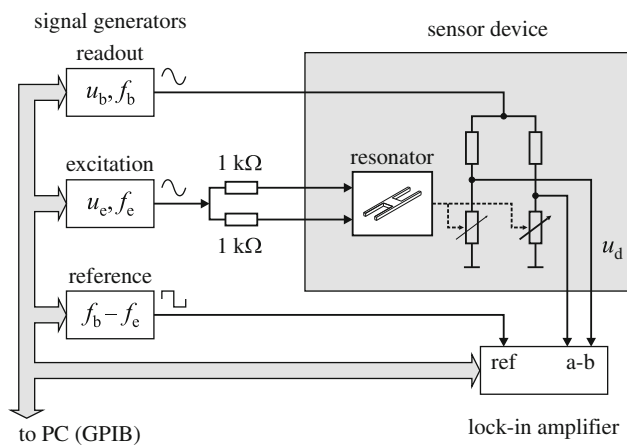 signal generators
readout
u_b, f_b
excitation
u_e, f_e
1 kΩ
1 kΩ
reference
f_b – f_e
to PC (GPIB)
sensor device
resonator
u_d
ref
a-b
lock-in amplifier